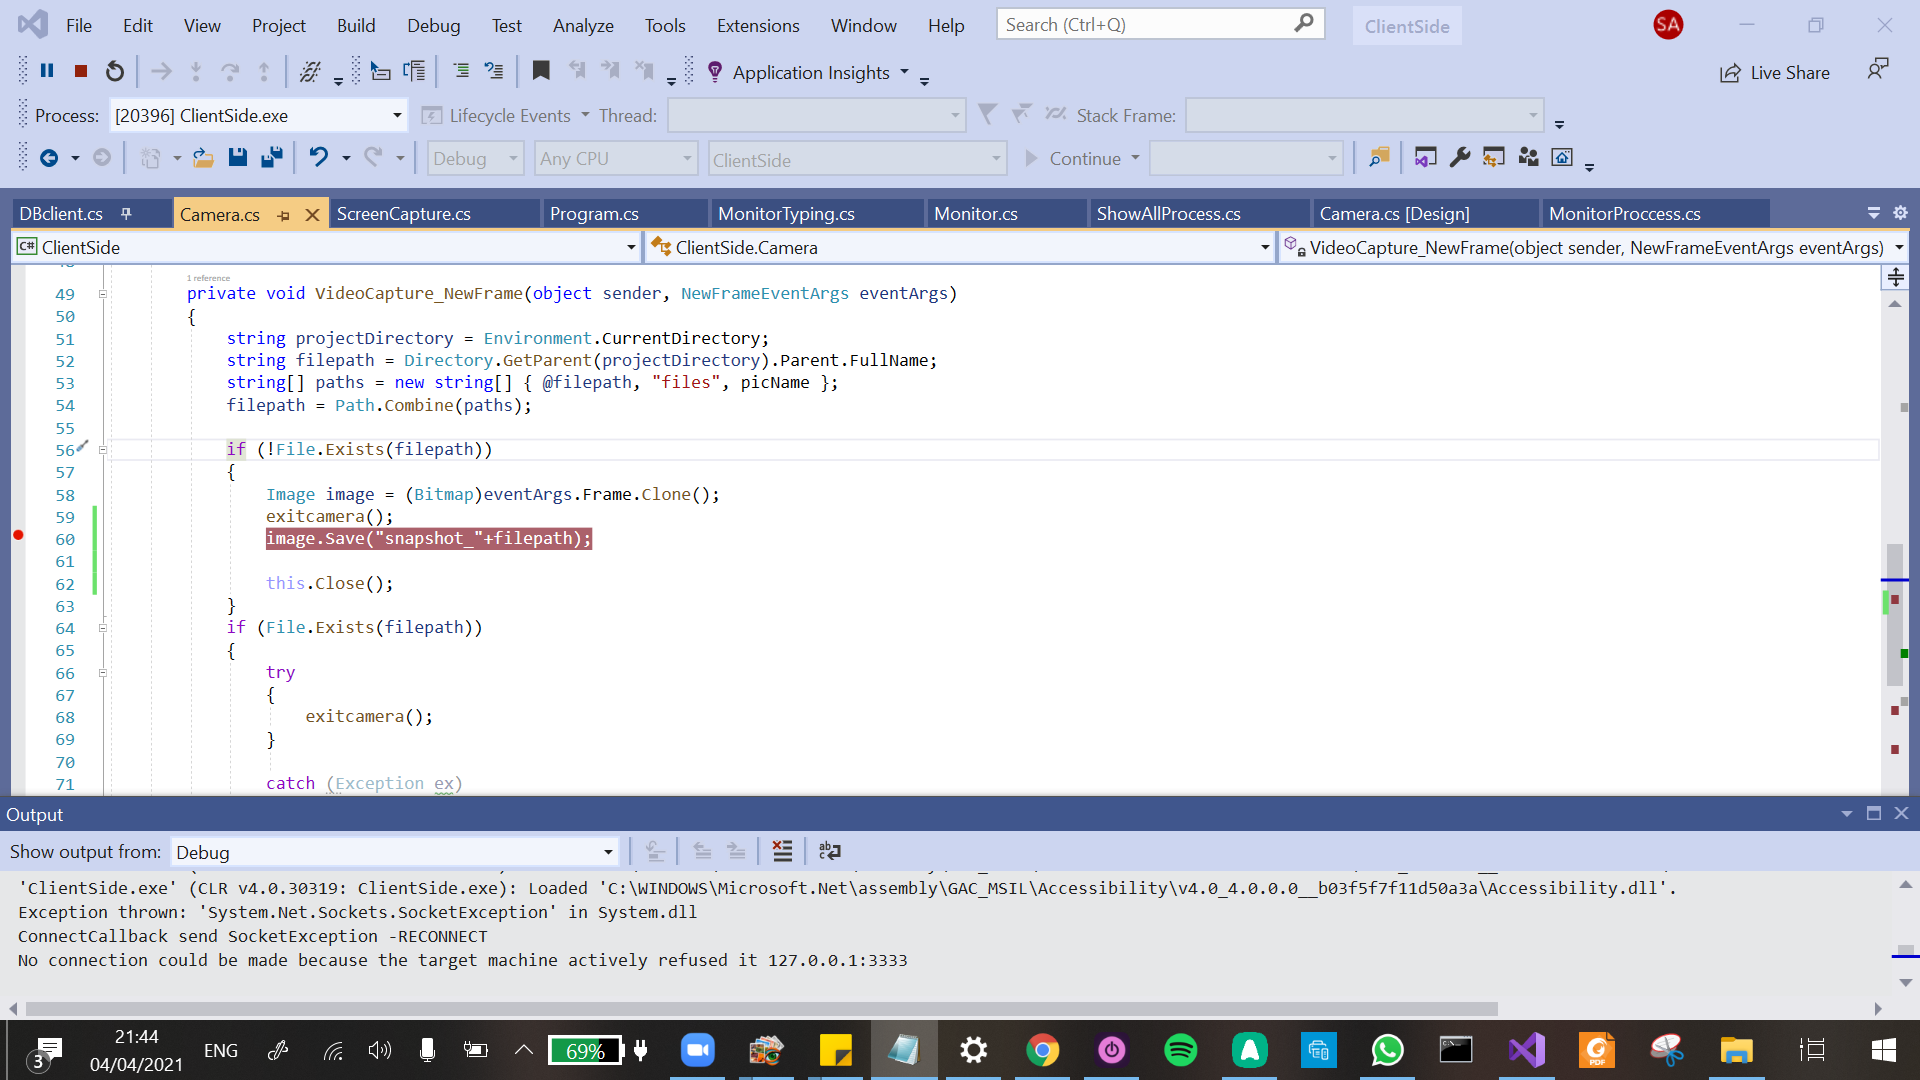 File Edit View Project Build Debug Test Analyze Tools Extensions Window Help Search (Ctrl+Q) ClientSide SA
Application Insights Live Share
Process: [20396] ClientSide.exe Lifecycle Events Thread: Stack Frame:
Debug Any CPU ClientSide Continue
DBclient.cs Camera.cs ScreenCapture.cs Program.cs MonitorTyping.cs Monitor.cs ShowAllProcess.cs Camera.cs [Design] MonitorProccess.cs
C# ClientSide ClientSide.Camera VideoCapture_NewFrame(object sender, NewFrameEventArgs eventArgs)
1 reference
49 private void VideoCapture_NewFrame(object sender, NewFrameEventArgs eventArgs)
50 {
51 string projectDirectory = Environment.CurrentDirectory;
52 string filepath = Directory.GetParent(projectDirectory).Parent.FullName;
53 string[] paths = new string[] { @filepath, "files", picName };
54 filepath = Path.Combine(paths);
55
56 if (!File.Exists(filepath))
57 {
58 Image image = (Bitmap)eventArgs.Frame.Clone();
59 exitcamera();
60 image.Save("snapshot_"+filepath);
61
62 this.Close();
63 }
64 if (File.Exists(filepath))
65 {
66 try
67 {
68 exitcamera();
69 }
70
71 catch (Exception ex)
Output
Show output from: Debug
'ClientSide.exe' (CLR v4.0.30319: ClientSide.exe): Loaded 'C:\WINDOWS\Microsoft.Net\assembly\GAC_MSIL\Accessibility\v4.0_4.0.0.0__b03f5f7f11d50a3a\Accessibility.dll'.
Exception thrown: 'System.Net.Sockets.SocketException' in System.dll
ConnectCallback send SocketException -RECONNECT
No connection could be made because the target machine actively refused it 127.0.0.1:3333
3 21:44 ENG 69% PDF
04/04/2021